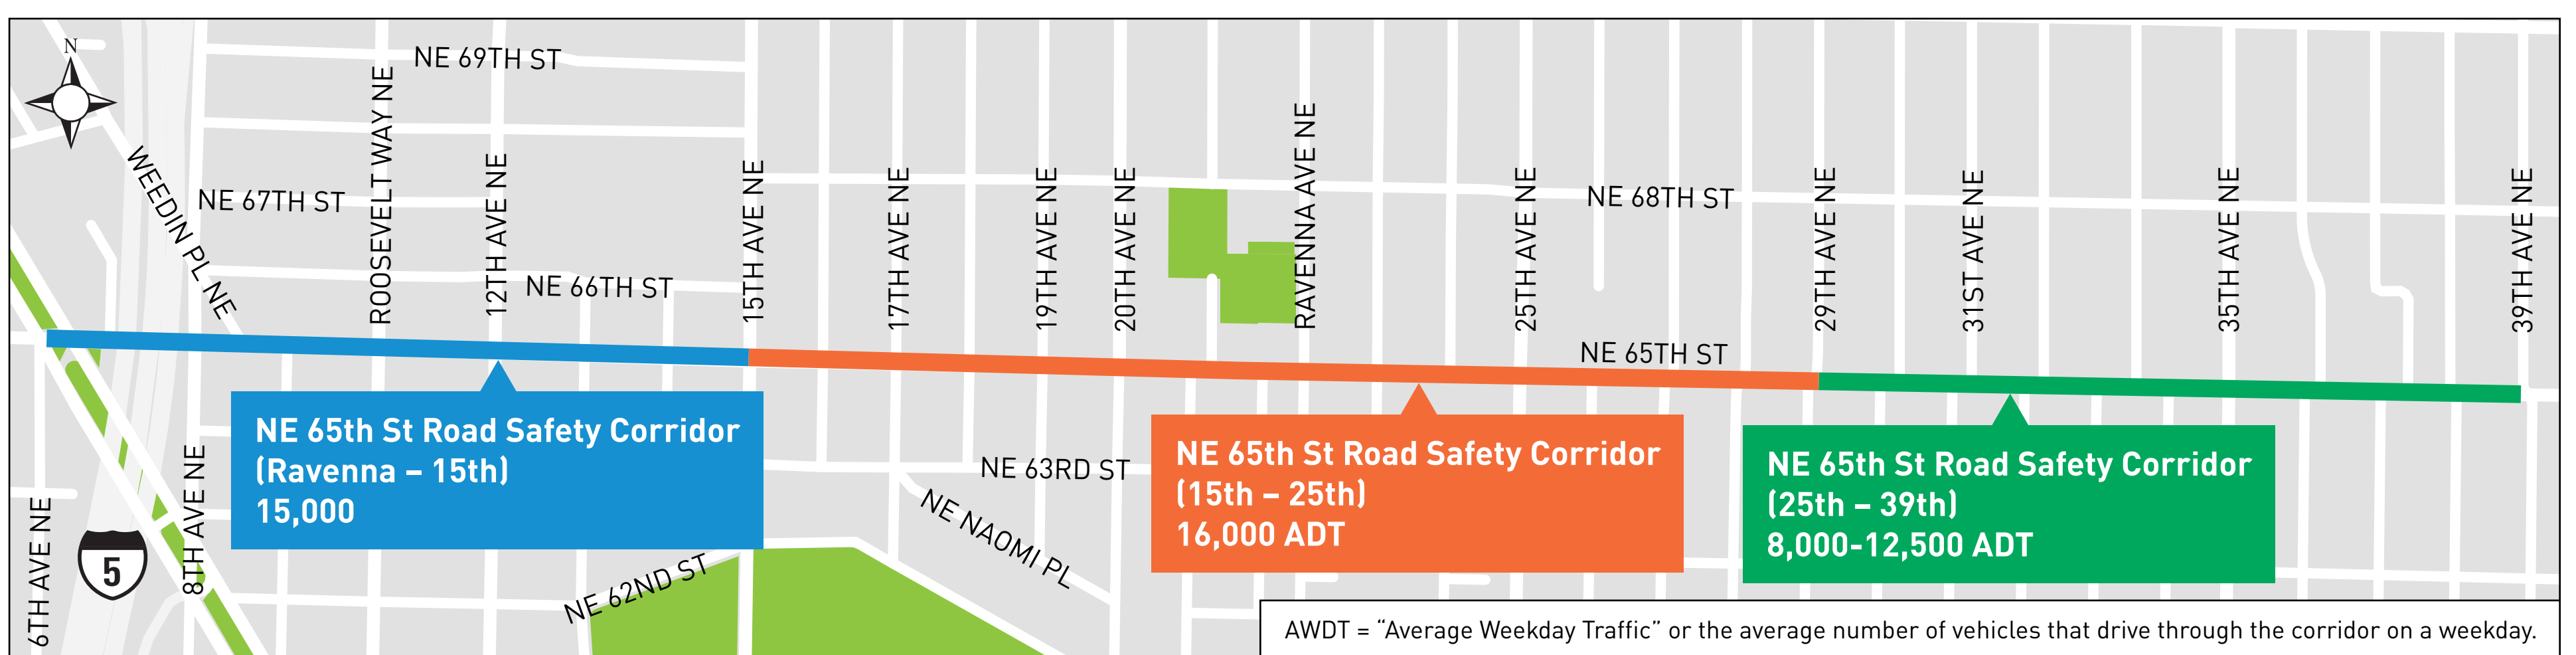 N
NE 69TH ST
ROOSEVELT WAY NE
WEEDIN PL NE
NE 67TH ST
12TH AVE NE
NE 66TH ST
15TH AVE NE
17TH AVE NE
19TH AVE NE
20TH AVE NE
RAVENNA AVE NE
25TH AVE NE
NE 68TH ST
29TH AVE NE
31ST AVE NE
35TH AVE NE
39TH AVE NE
NE 65TH ST
NE 65th St Road Safety Corridor
(Ravenna – 15th)
15,000
NE 65th St Road Safety Corridor
(15th – 25th)
16,000 ADT
NE 65th St Road Safety Corridor
(25th – 39th)
8,000-12,500 ADT
NE 63RD ST
NE NAOMI PL
NE 62ND ST
6TH AVE NE
5
8TH AVE NE
AWDT = “Average Weekday Traffic” or the average number of vehicles that drive through the corridor on a weekday.